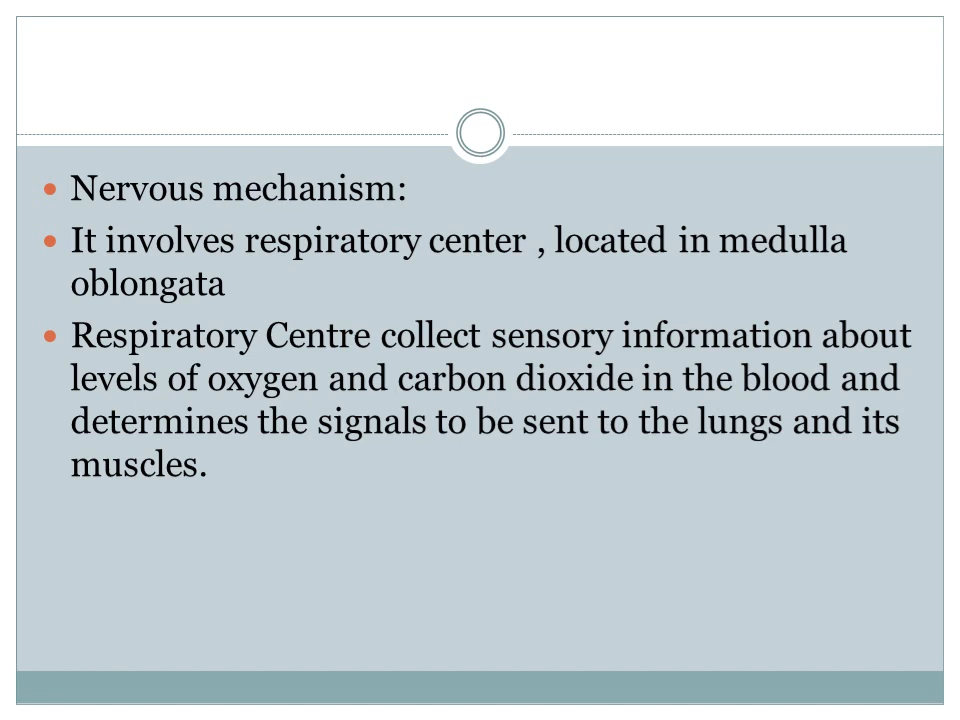 Nervous mechanism:
It involves respiratory center , located in medulla
oblongata
Respiratory Centre collect sensory information about
levels of oxygen and carbon dioxide in the blood and
determines the signals to be sent to the lungs and its
muscles.